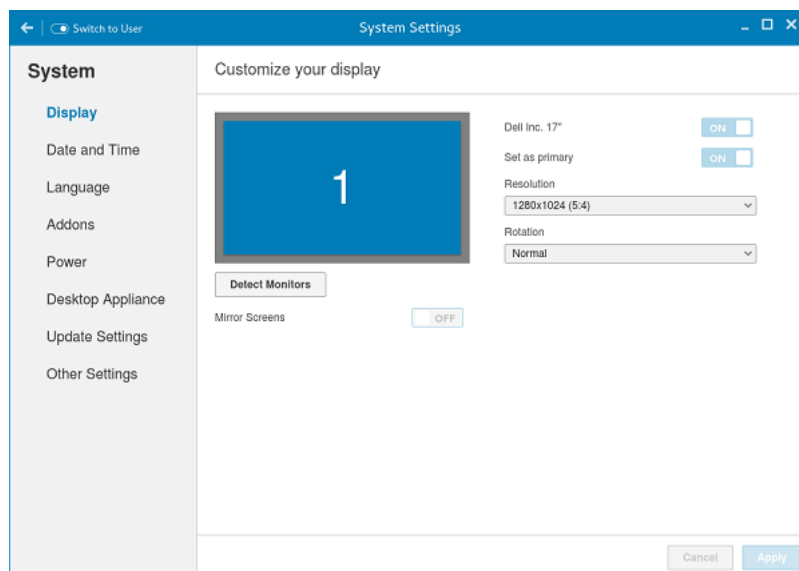 Switch to User
System Settings
System
Display
Date and Time
Language
Addons
Power
Desktop Appliance
Update Settings
Other Settings
Customize your display
1
Detect Monitors
Mirror Screens OFF
Dell Inc. 17" ON
Set as primary ON
Resolution
1280x1024 (5:4)
Rotation
Normal
Cancel Apply